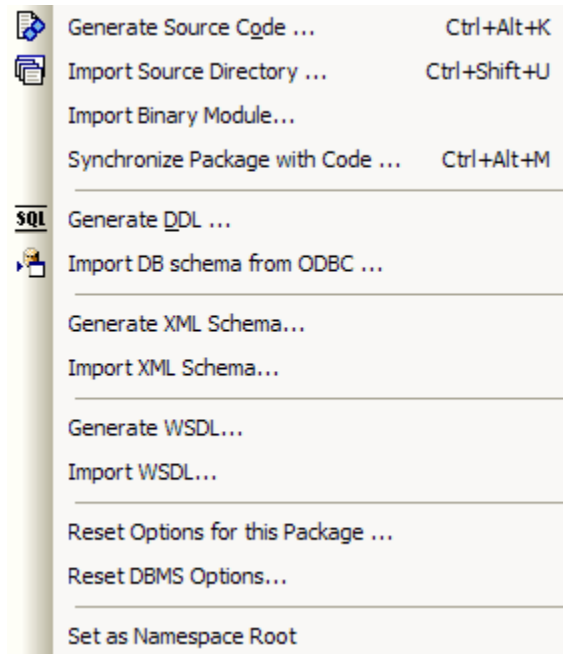 Generate Source Code ... Ctrl+Alt+K
Import Source Directory ... Ctrl+Shift+U
Import Binary Module...
Synchronize Package with Code ... Ctrl+Alt+M
SQL Generate DDL ...
Import DB schema from ODBC ...
Generate XML Schema...
Import XML Schema...
Generate WSDL...
Import WSDL...
Reset Options for this Package ...
Reset DBMS Options...
Set as Namespace Root